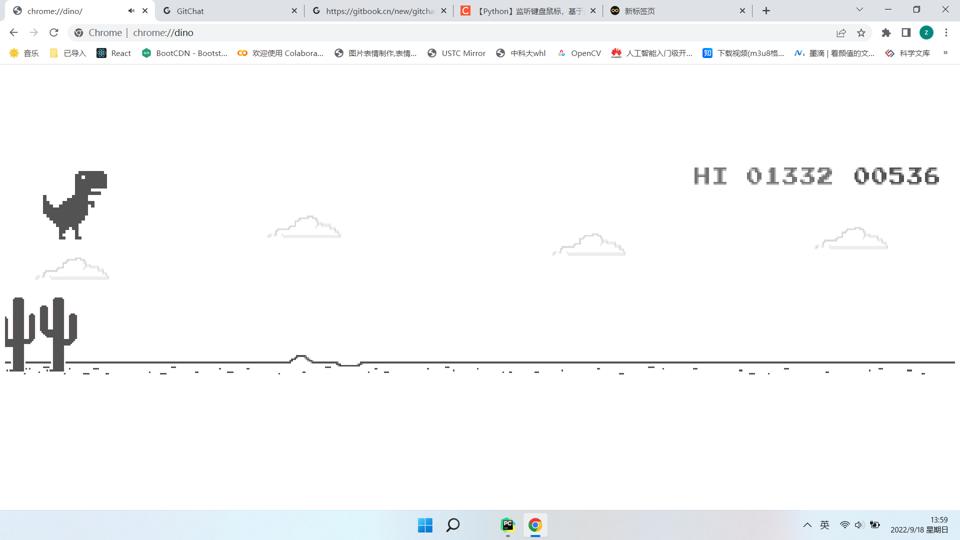 chrome://dino/
GitChat
https://gitbook.cn/new/gitcha
【Python】监听键盘鼠标，基于
新标签页
Chrome | chrome://dino
音乐
已导入
React
BootCDN - Bootst...
欢迎使用 Colabora...
图片表情制作,表情...
USTC Mirror
中科大whl
OpenCV
人工智能入门极开...
下载视频(m3u8格...
墨滴 | 看颜值的文...
科学文库
HI 01332 00536
英
13:59
2022/9/18 星期日